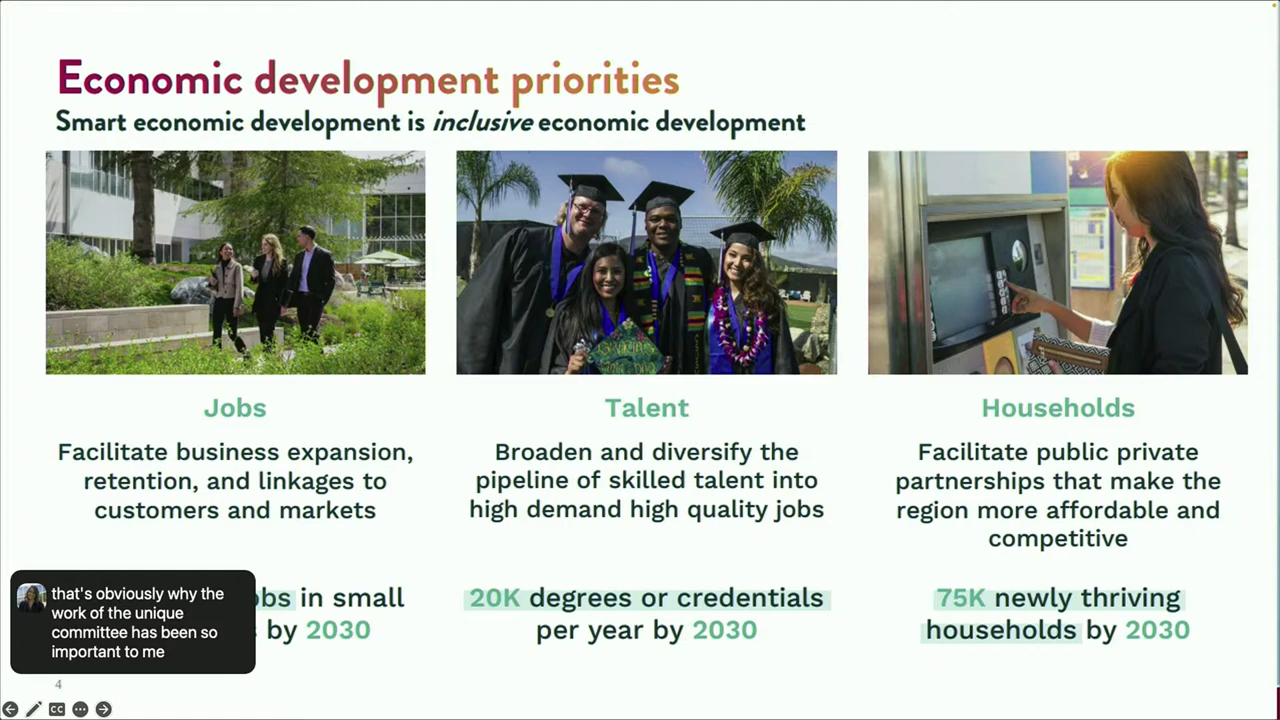 Economic development priorities
Smart economic development is inclusive economic development
Jobs
Facilitate business expansion,
retention, and linkages to
customers and markets
in small
by 2030
Talent
Broaden and diversify the
pipeline of skilled talent into
high demand high quality jobs
20K degrees or credentials
per year by 2030
Households
Facilitate public private
partnerships that make the
region more affordable and
competitive
75K newly thriving
households by 2030
that's obviously why the
work of the unique
committee has been so
important to me
4
CC